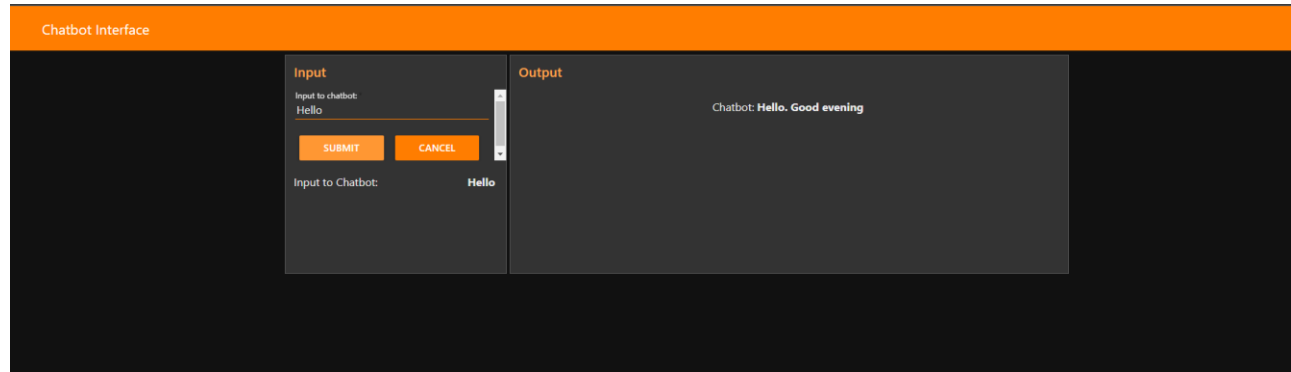 Chatbot Interface
Input
Input to chatbot:
Hello
SUBMIT
CANCEL
Input to Chatbot: Hello
Output
Chatbot: Hello. Good evening